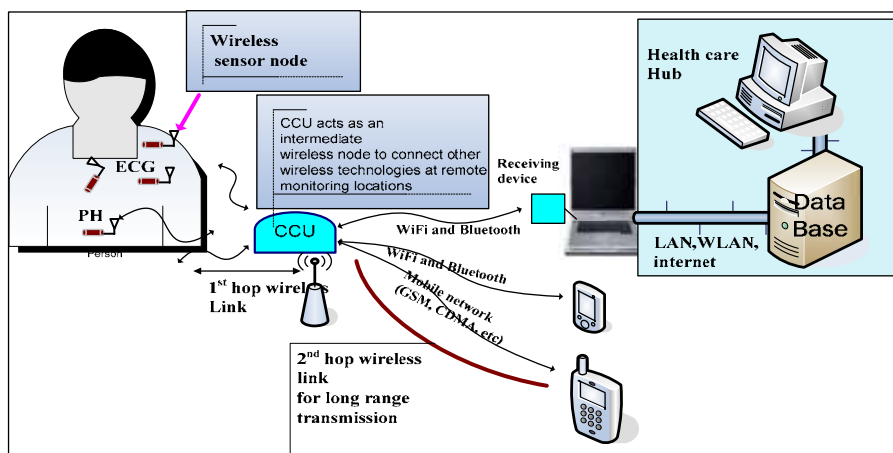 Wireless
sensor node
Health care
Hub
CCU acts as an
intermediate
wireless node to connect other
wireless technologies at remote
monitoring locations
Receiving
device
ECG
PH
Person
CCU
WiFi and Bluetooth
Data
Base
LAN,WLAN,
internet
1st hop wireless
Link
WiFi and Bluetooth
Mobile network
(GSM, CDMA, etc)
2nd hop wireless
link
for long range
transmission